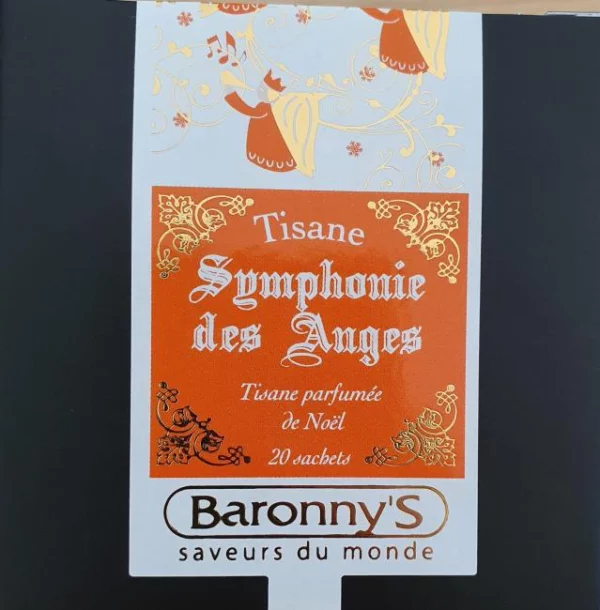 Tisane
Symphonie
des Anges
Tisane parfumée
de Noël
20 sachets
Baronny'S
saveurs du monde